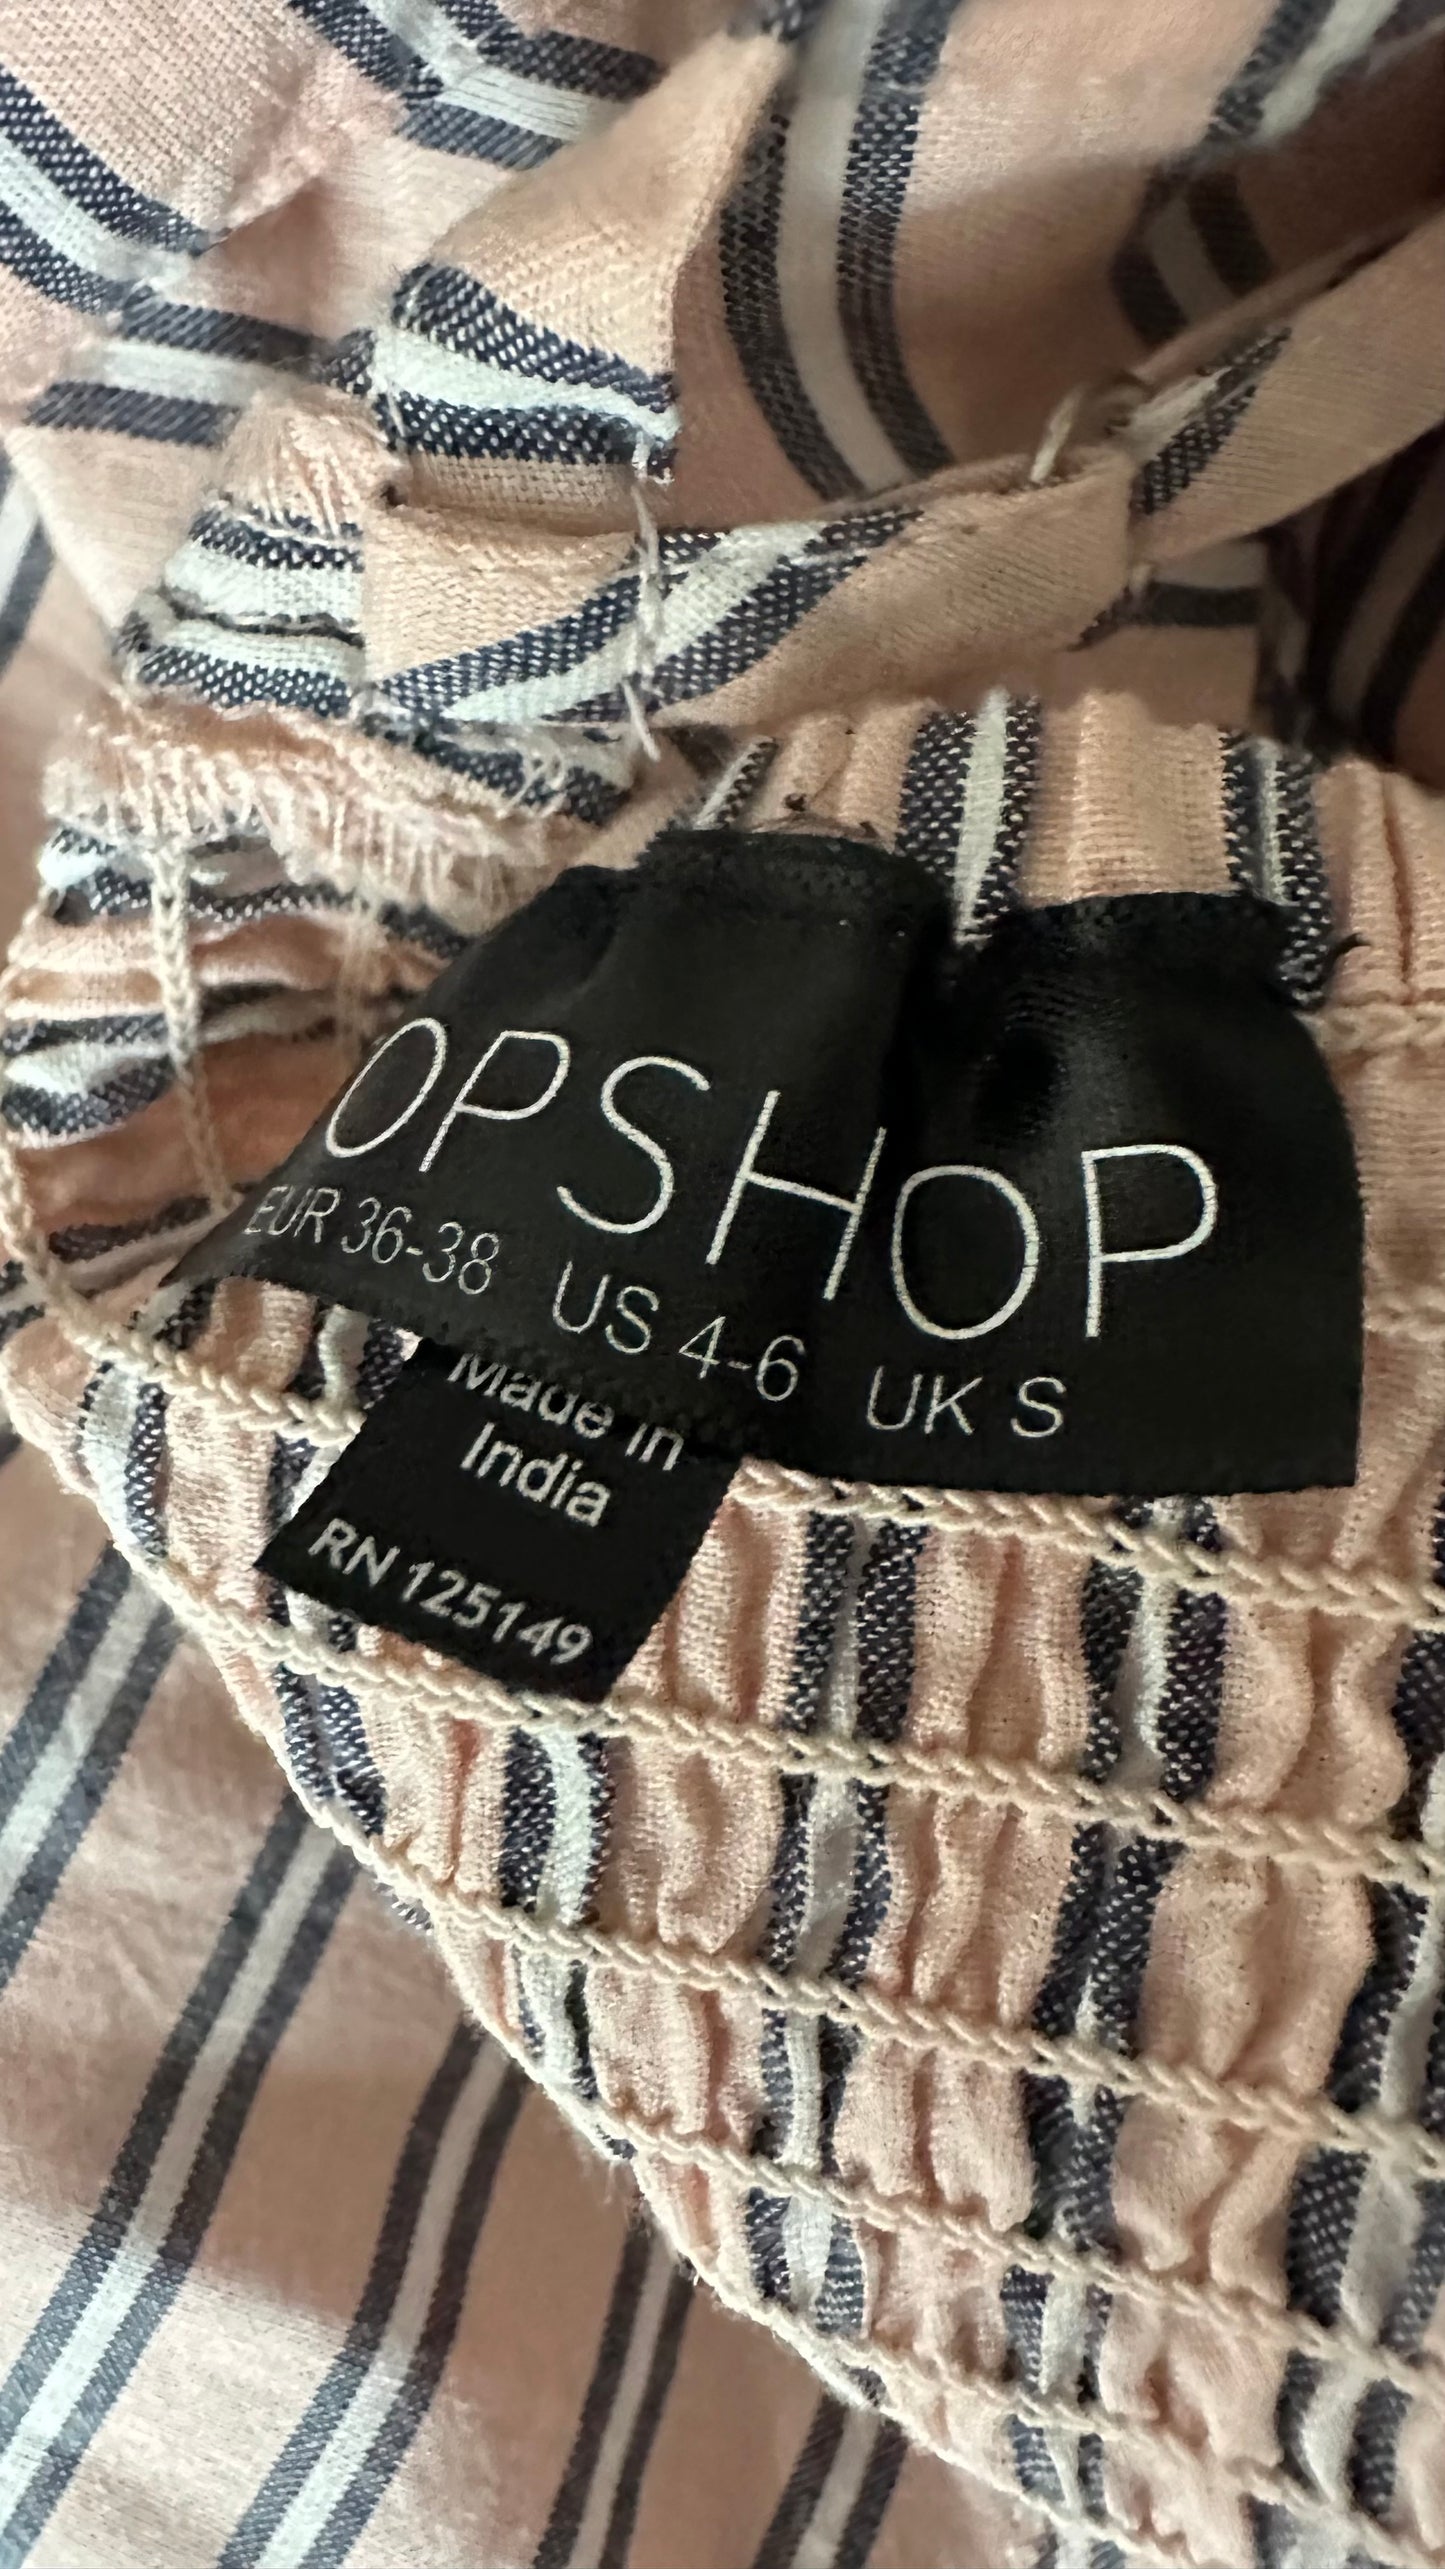 OPSHOP
EUR 36-38 US 4-6 UK S
Made in
India
RN 125149